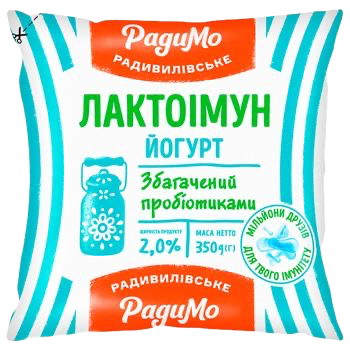 РадиМо
РАДИВИЛІВСЬКЕ
ЛАКТОІМУН
ЙОГУРТ
Збагачений
пробіотиками
ЖИРНІСТЬ ПРОДУКТУ
2,0%
МАСА НЕТТО
350g(г)
МІЛЬЙОНИ ДРУЗІВ
ДЛЯ ТВОГО ІМУНІТЕТУ
РАДИВИЛІВСЬКЕ
РадиМо